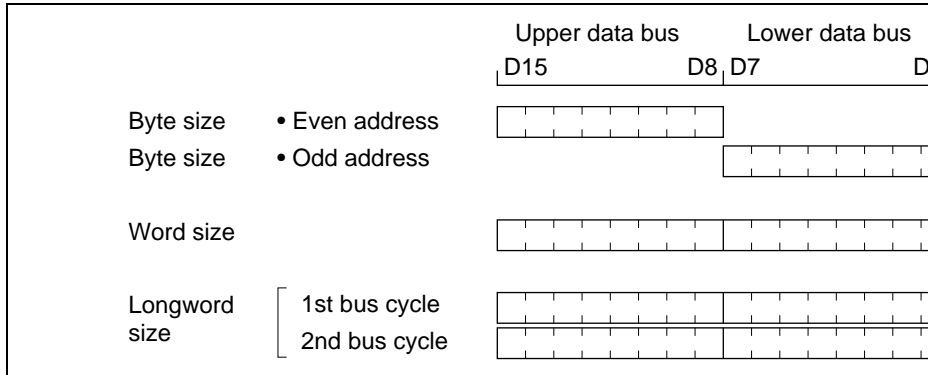 Upper data bus Lower data bus
D15 D8 D7 D
Byte size • Even address
Byte size • Odd address
Word size
Longword size
1st bus cycle
2nd bus cycle